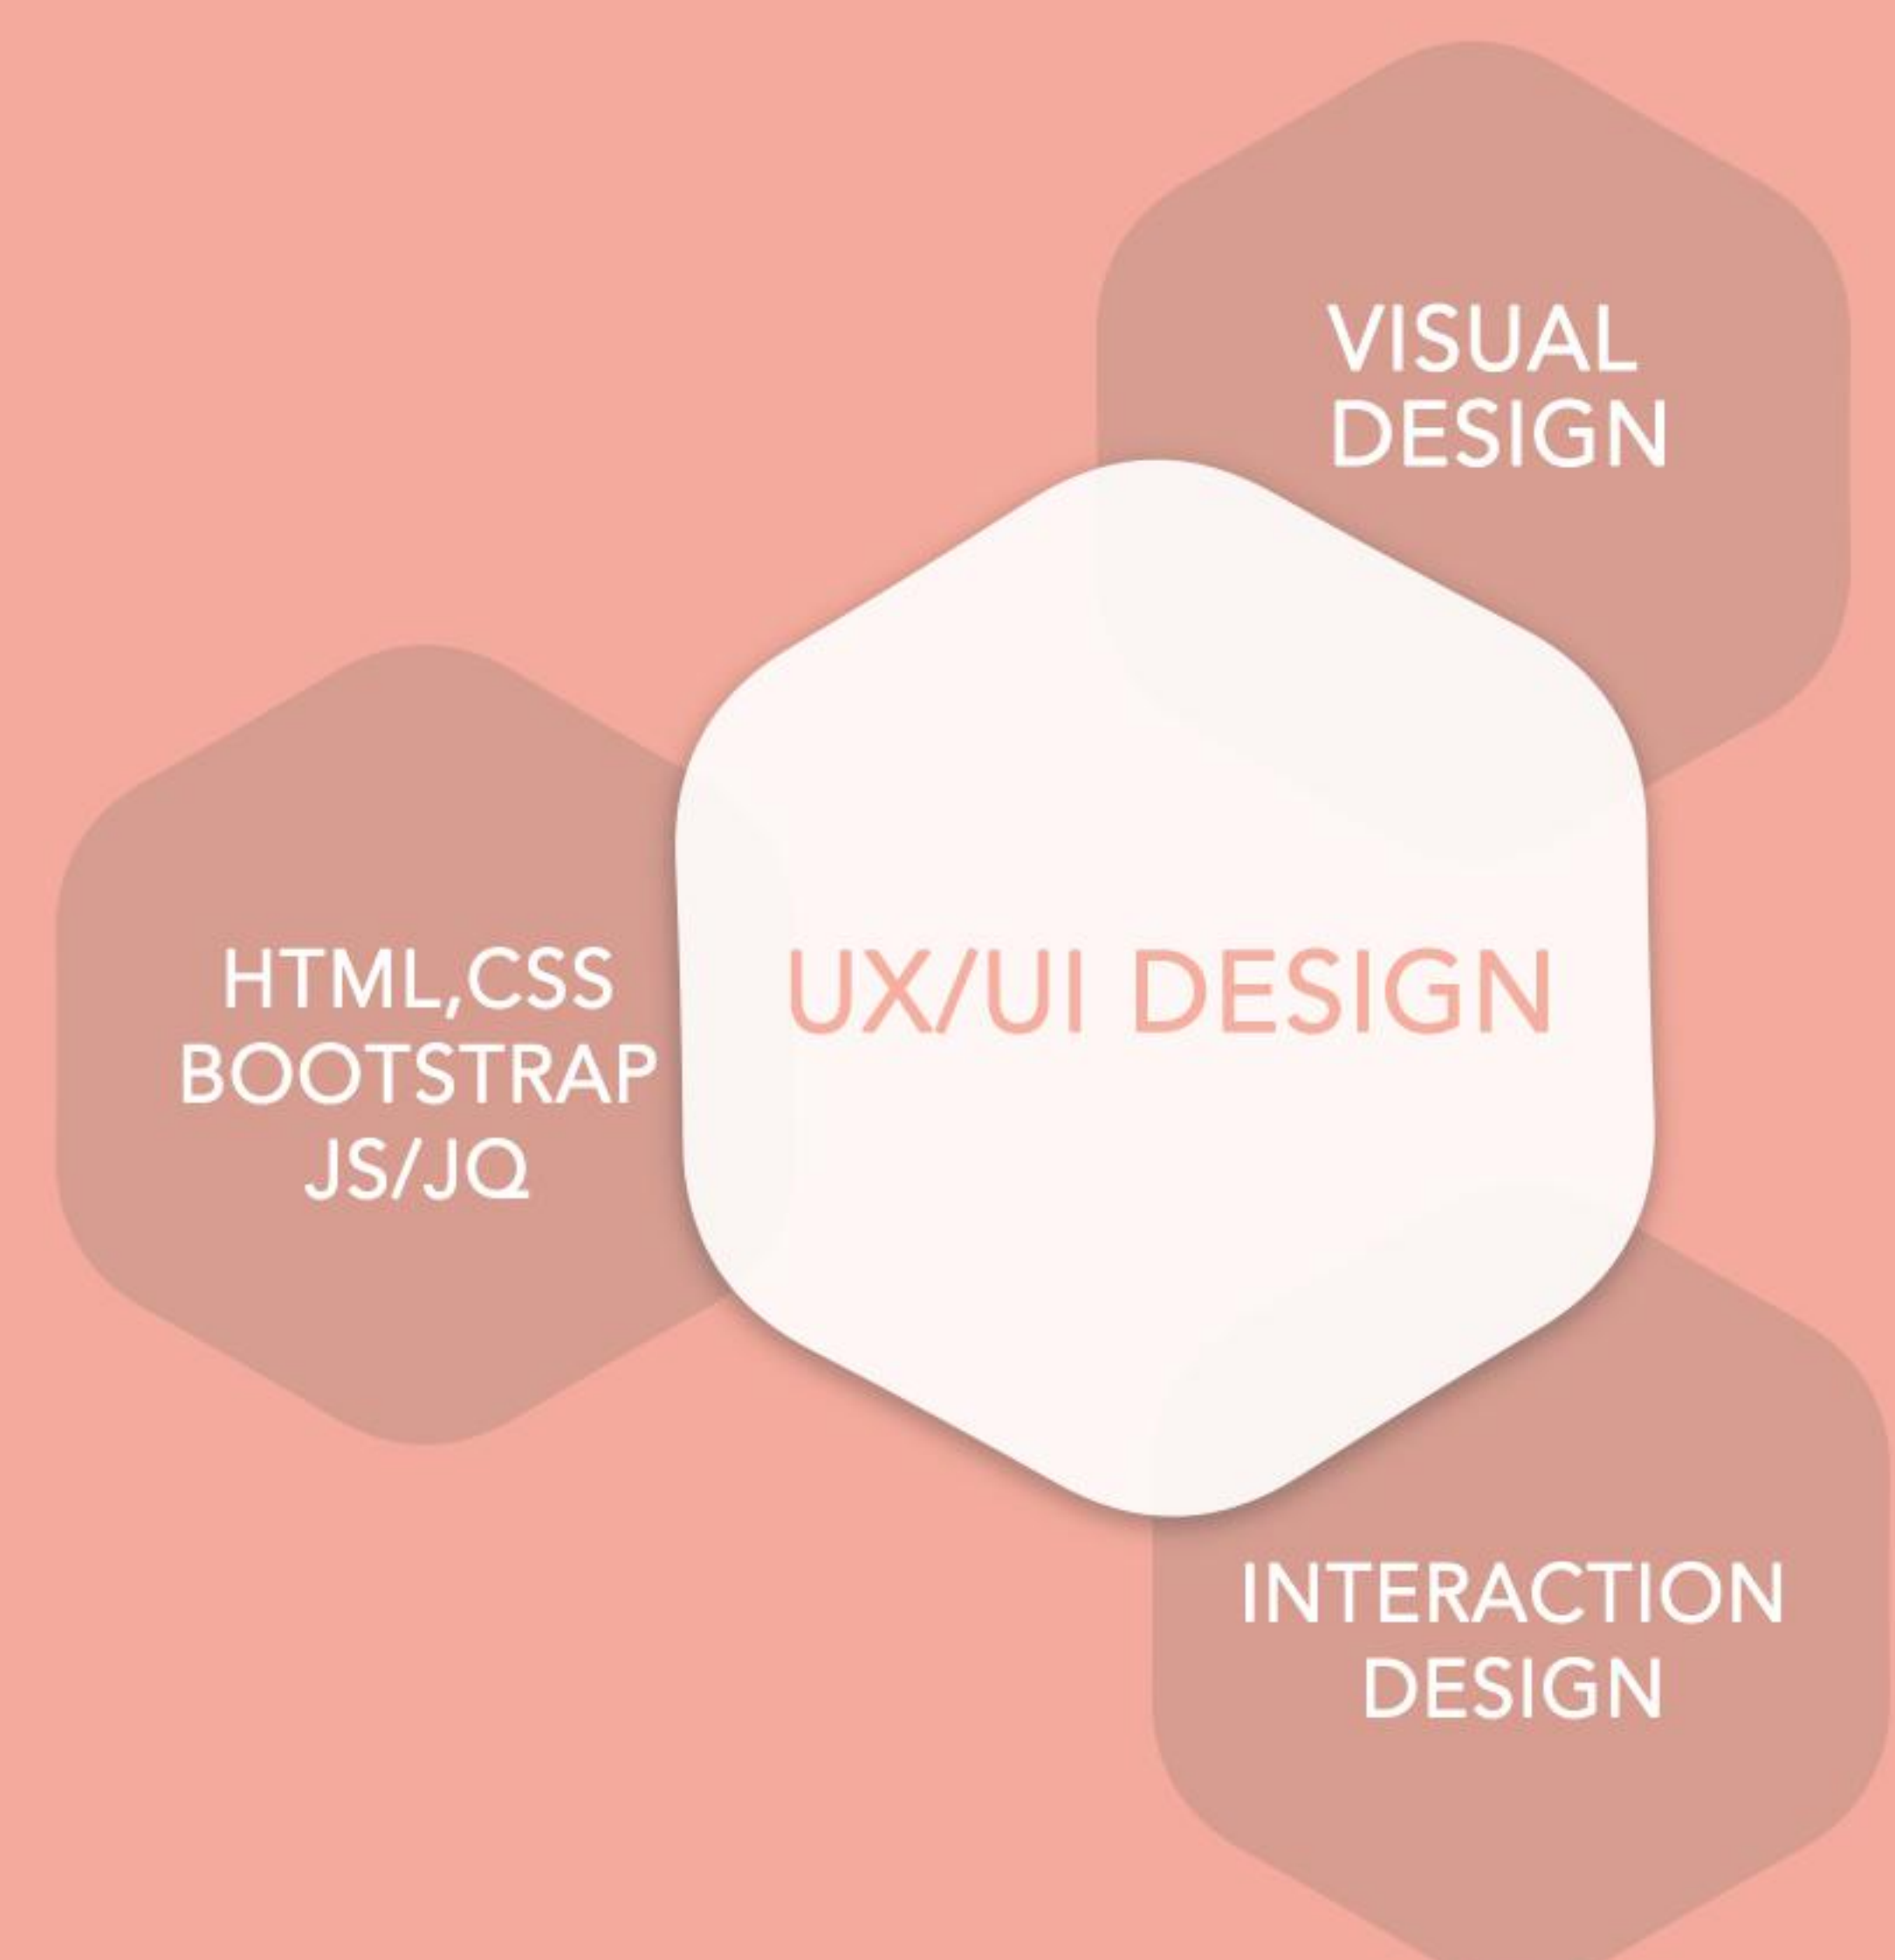 VISUAL
DESIGN
HTML,CSS
BOOTSTRAP
JS/JQ
UX/UI DESIGN
INTERACTION
DESIGN